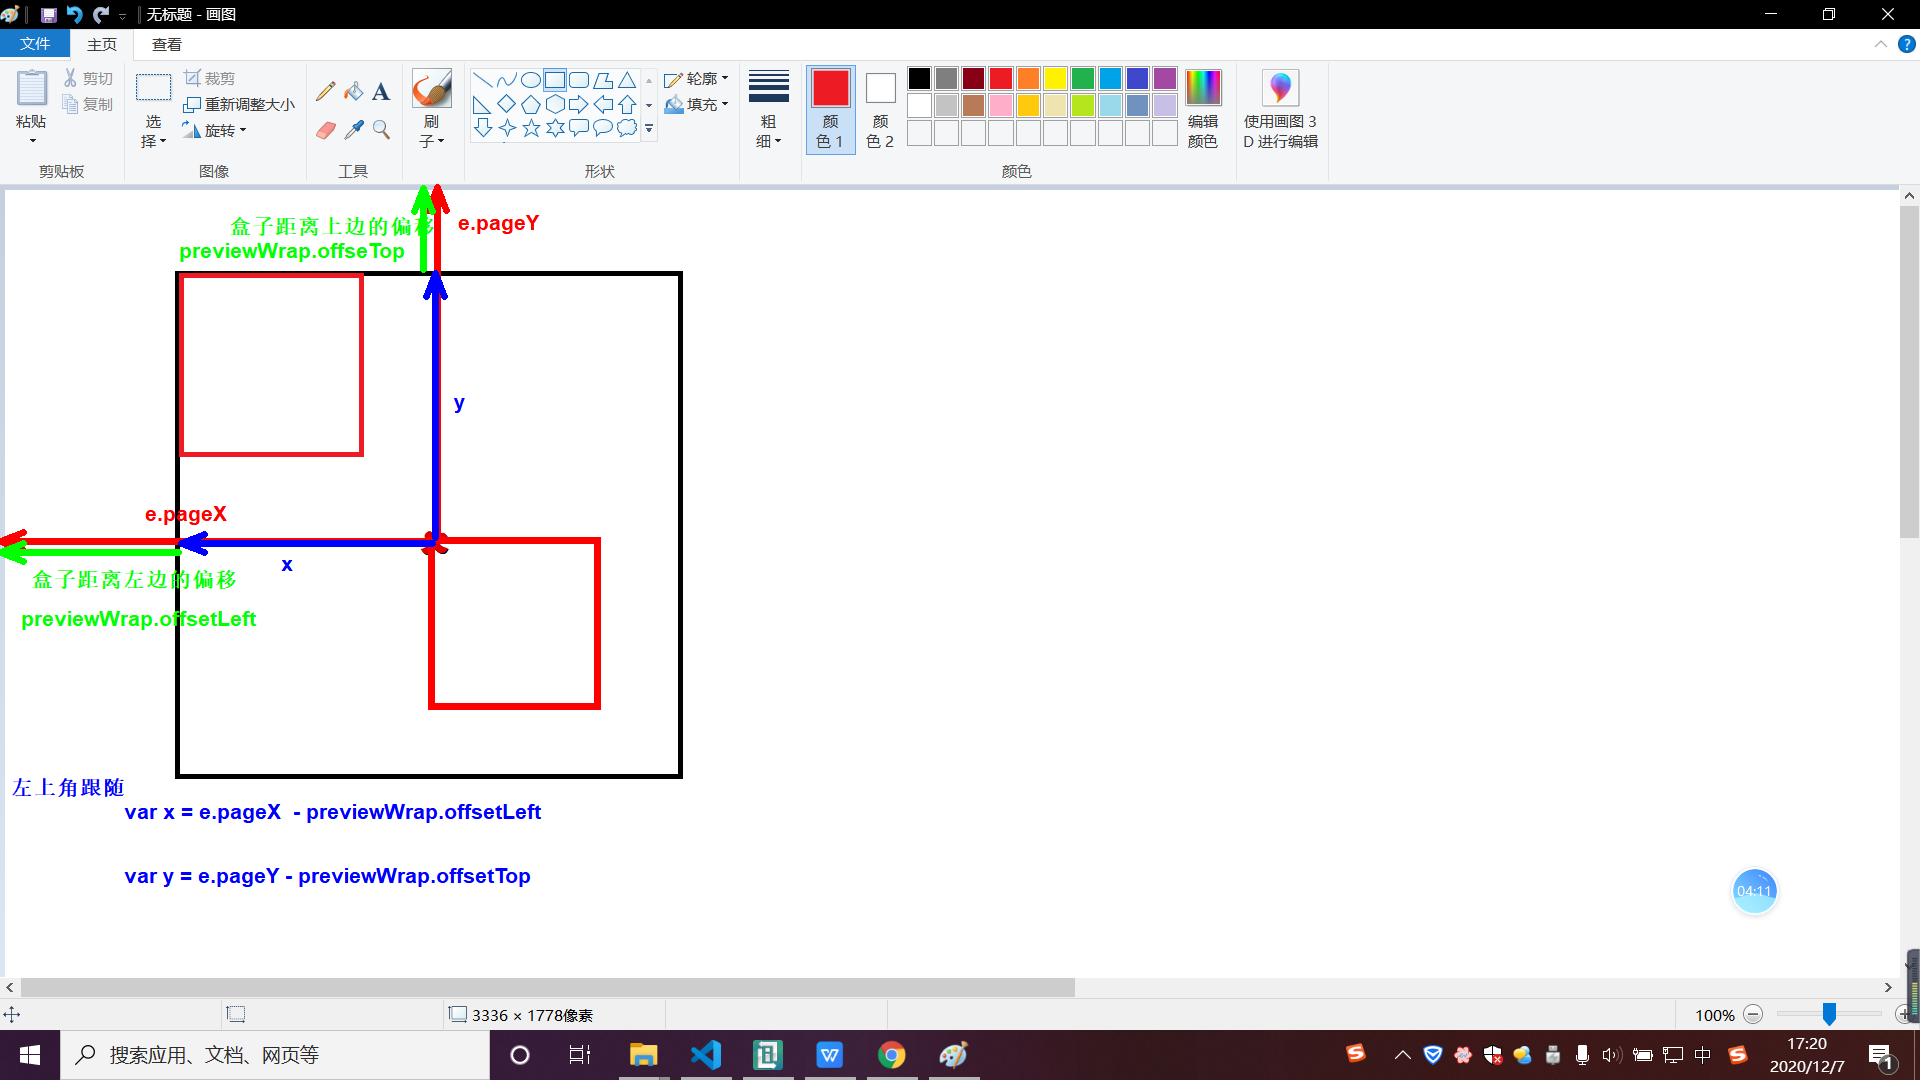 无标题 - 画图
文件
主页
查看
粘贴
剪切
复制
剪贴板
选
择
裁剪
重新调整大小
旋转
图像
A
工具
刷
子
轮廓
填充
形状
粗
细
颜
色 1
颜
色 2
编辑
颜色
使用画图 3
D 进行编辑
颜色
盒子距离上边的偏移
e.pageY
previewWrap.offseTop
y
e.pageX
x
盒子距离左边的偏移
previewWrap.offsetLeft
左上角跟随
var x = e.pageX  - previewWrap.offsetLeft
var y = e.pageY - previewWrap.offsetTop
04:11
3336 × 1778像素
100%
搜索应用、文档、网页等
中
17:20
2020/12/7
1